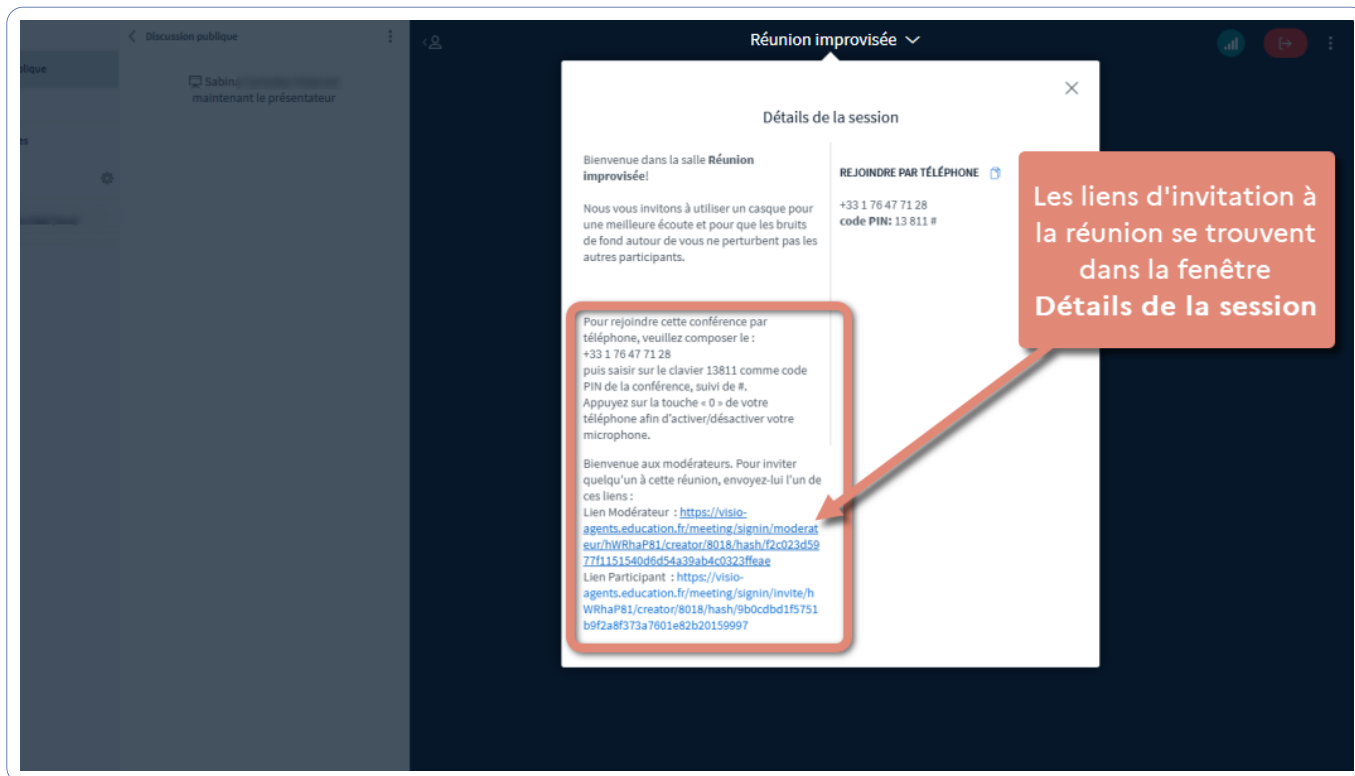 Discussion publique
blique
Sabin
maintenant le présentateur
es
Réunion improvisée
Détails de la session
Bienvenue dans la salle Réunion
improvisée!
Nous vous invitons à utiliser un casque pour
une meilleure écoute et pour que les bruits
de fond autour de vous ne perturbent pas les
autres participants.
Pour rejoindre cette conférence par
téléphone, veuillez composer le :
+33 1 76 47 71 28
puis saisir sur le clavier 13811 comme code
PIN de la conférence, suivi de #.
Appuyez sur la touche « 0 » de votre
téléphone afin d'activer/désactiver votre
microphone.
Bienvenue aux modérateurs. Pour inviter
quelqu'un à cette réunion, envoyez-lui l'un de
ces liens :
Lien Modérateur : https://visio-
agents.education.fr/meeting/signin/moderat
eur/hWRhaP81/creator/8018/hash/f2c023d59
77f1151540d6d54a39ab4c0323ffeae
Lien Participant : https://visio-
agents.education.fr/meeting/signin/invite/h
WRhaP81/creator/8018/hash/9b0cdbd1f5751
b9f2a8f373a7601e82b20159997
REJOINDRE PAR TÉLÉPHONE
+33 1 76 47 71 28
code PIN: 13 811 #
Les liens d'invitation à
la réunion se trouvent
dans la fenêtre
Détails de la session